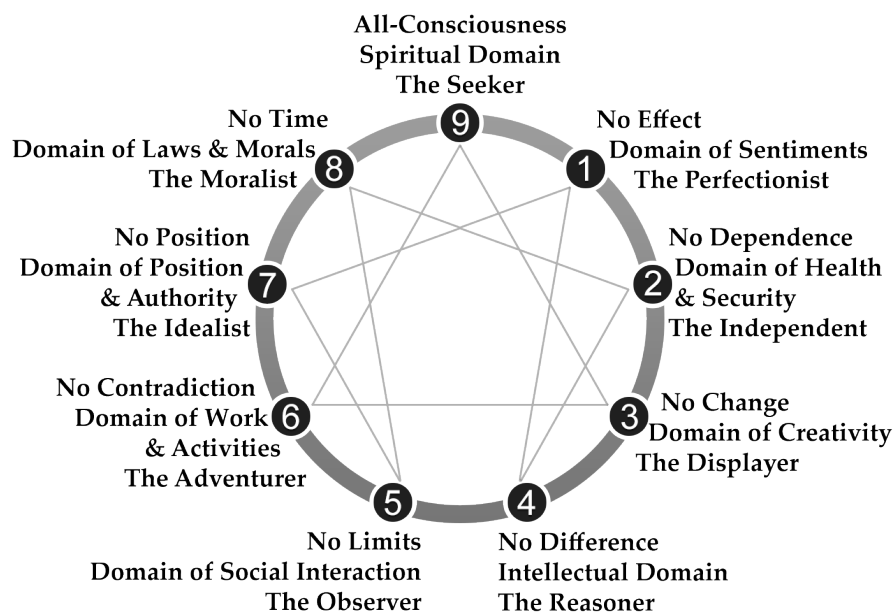 All-Consciousness
Spiritual Domain
The Seeker
9
No Effect
Domain of Sentiments
The Perfectionist
1
No Dependence
Domain of Health
& Security
The Independent
2
No Change
Domain of Creativity
The Displayer
3
No Difference
Intellectual Domain
The Reasoner
4
No Limits
Domain of Social Interaction
The Observer
5
No Contradiction
Domain of Work
& Activities
The Adventurer
6
No Position
Domain of Position
& Authority
The Idealist
7
No Time
Domain of Laws & Morals
The Moralist
8